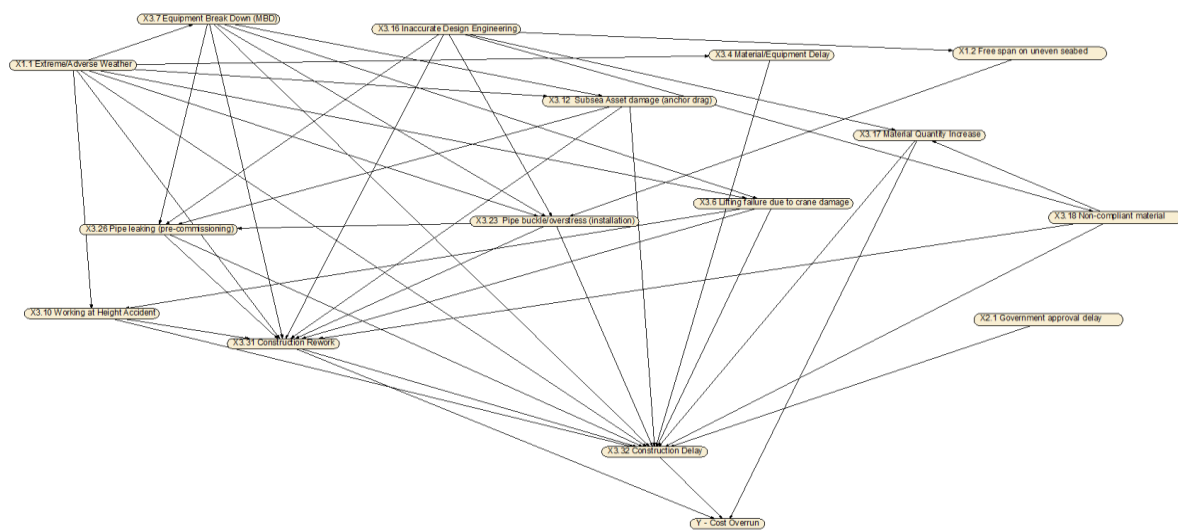 X3.7 Equipment Break Down (MBD)
X3.16 Inaccurate Design Engineering
X1.2 Free span on uneven seabed
X3.4 Material/Equipment Delay
X1.1 Extreme/Adverse Weather
X3.12 Subsea Asset damage (anchor drag)
X3.17 Material Quantity Increase
X3.6 Lifting failure due to crane damage
X3.18 Non-compliant material
X3.23 Pipe buckle/overstress (installation)
X3.26 Pipe leaking (pre-commissioning)
X3.10 Working at Height Accident
X2.1 Government approval delay
X3.31 Construction Rework
X3.32 Construction Delay
Y - Cost Overrun